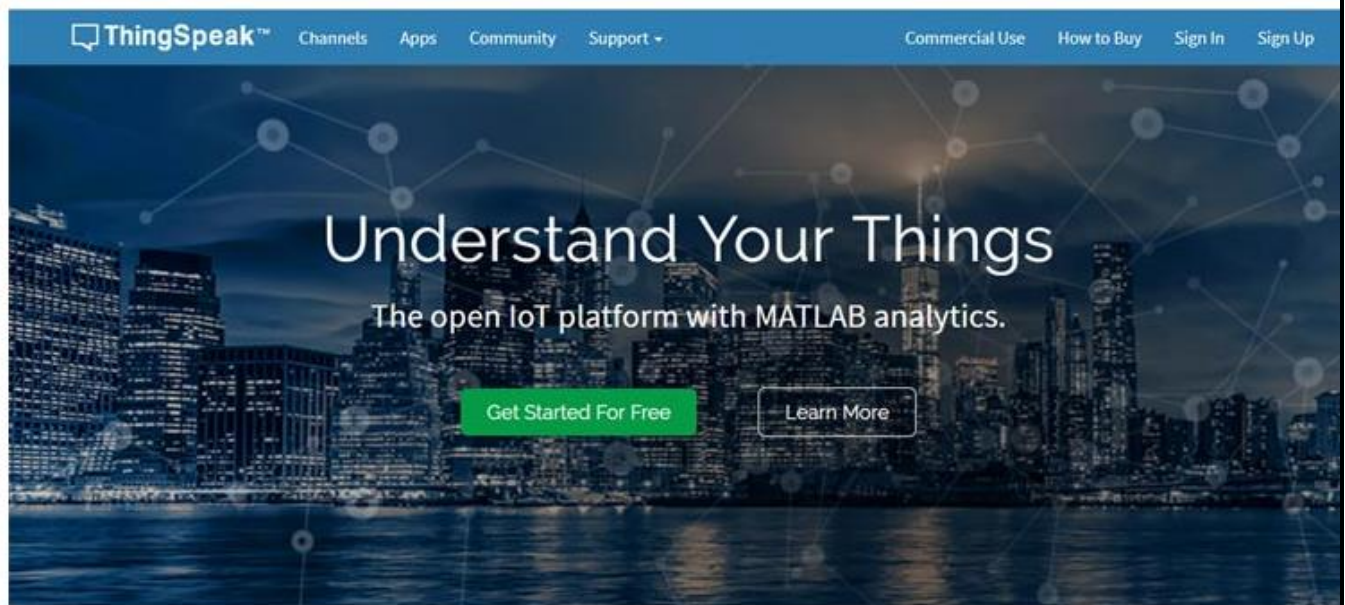 ThingSpeak™ Channels Apps Community Support Commercial Use How to Buy Sign In Sign Up
Understand Your Things
The open IoT platform with MATLAB analytics.
Get Started For Free Learn More